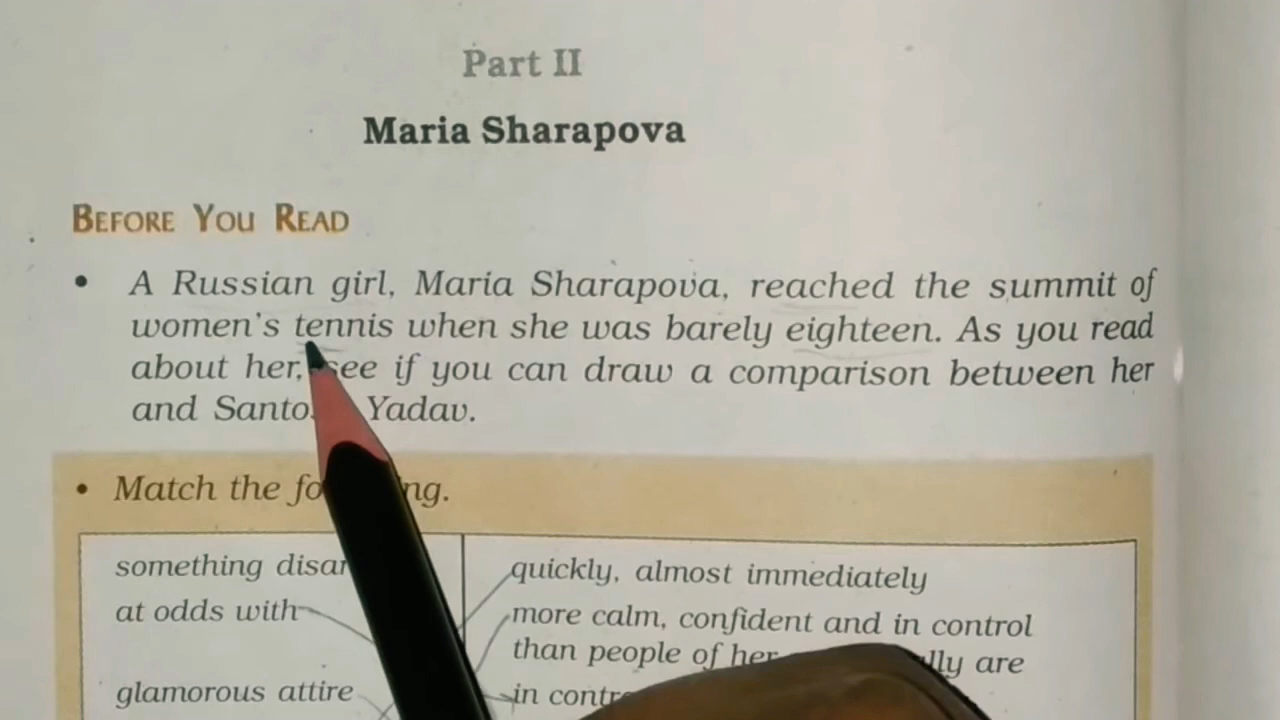 Part II
Maria Sharapova
BEFORE YOU READ
• A Russian girl, Maria Sharapova, reached the summit of
women's tennis when she was barely eighteen. As you read
about her, see if you can draw a comparison between her
and Yadav.
• Match the
something
quickly, almost immediately
at odds with
more calm, confident and in control
than people of her are
glamorous attire
in